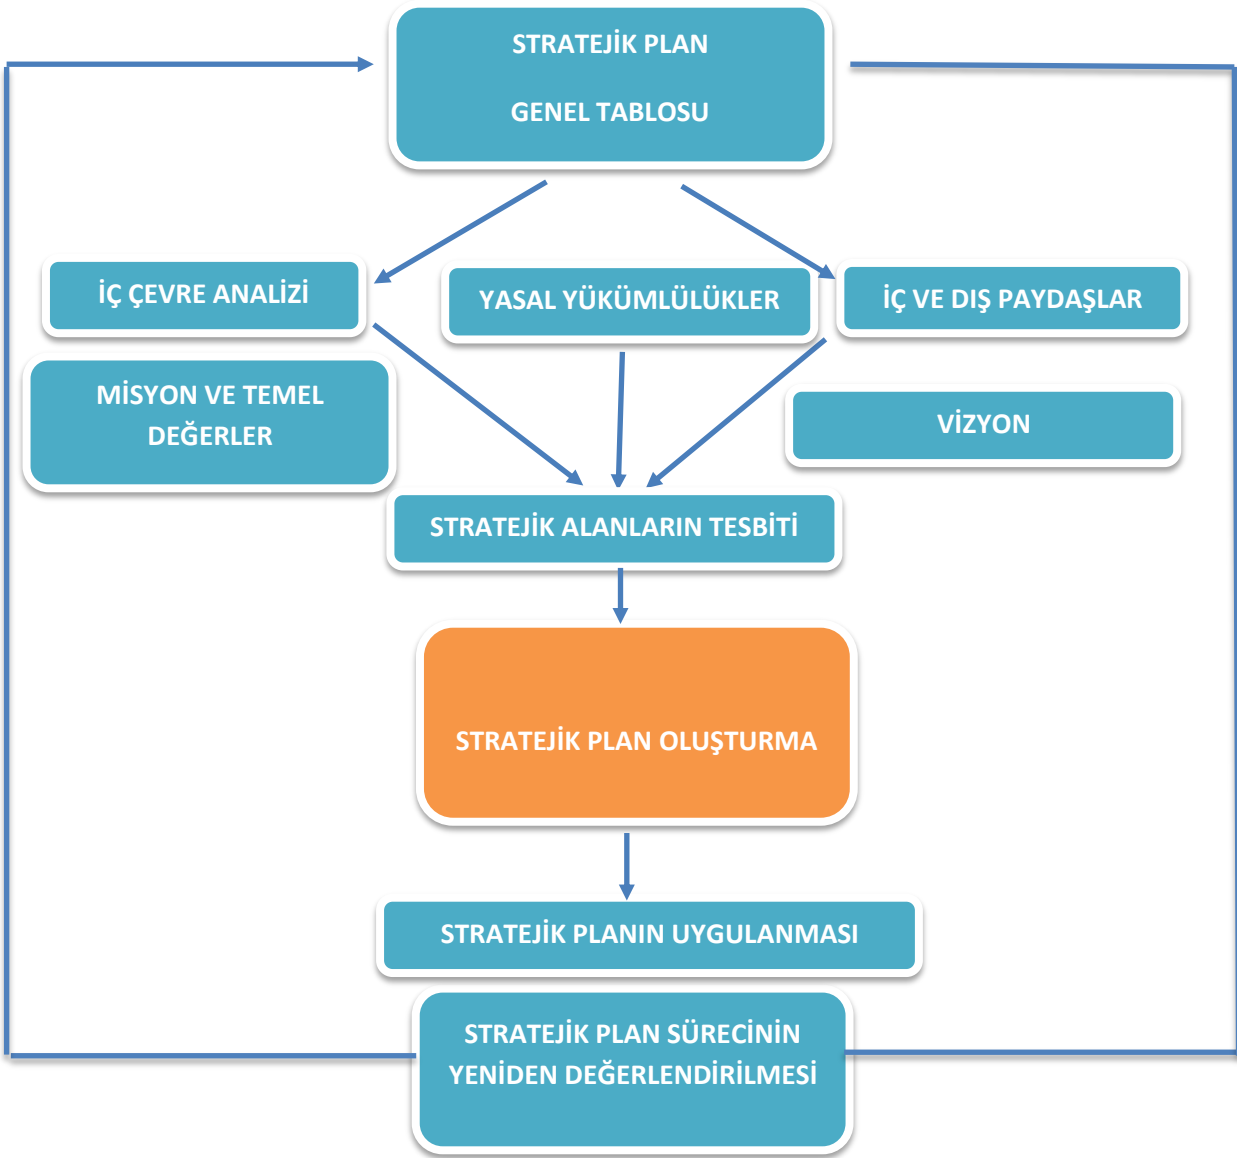 STRATEJİK PLAN
GENEL TABLOSU
İÇ ÇEVRE ANALİZİ
YASAL YÜKÜMLÜLÜKLER
İÇ VE DIŞ PAYDAŞLAR
MİSYON VE TEMEL
DEĞERLER
VİZYON
STRATEJİK ALANLARIN TESBİTİ
STRATEJİK PLAN OLUŞTURMA
STRATEJİK PLANIN UYGULANMASI
STRATEJİK PLAN SÜRECİNİN
YENİDEN DEĞERLENDİRİLMESİ